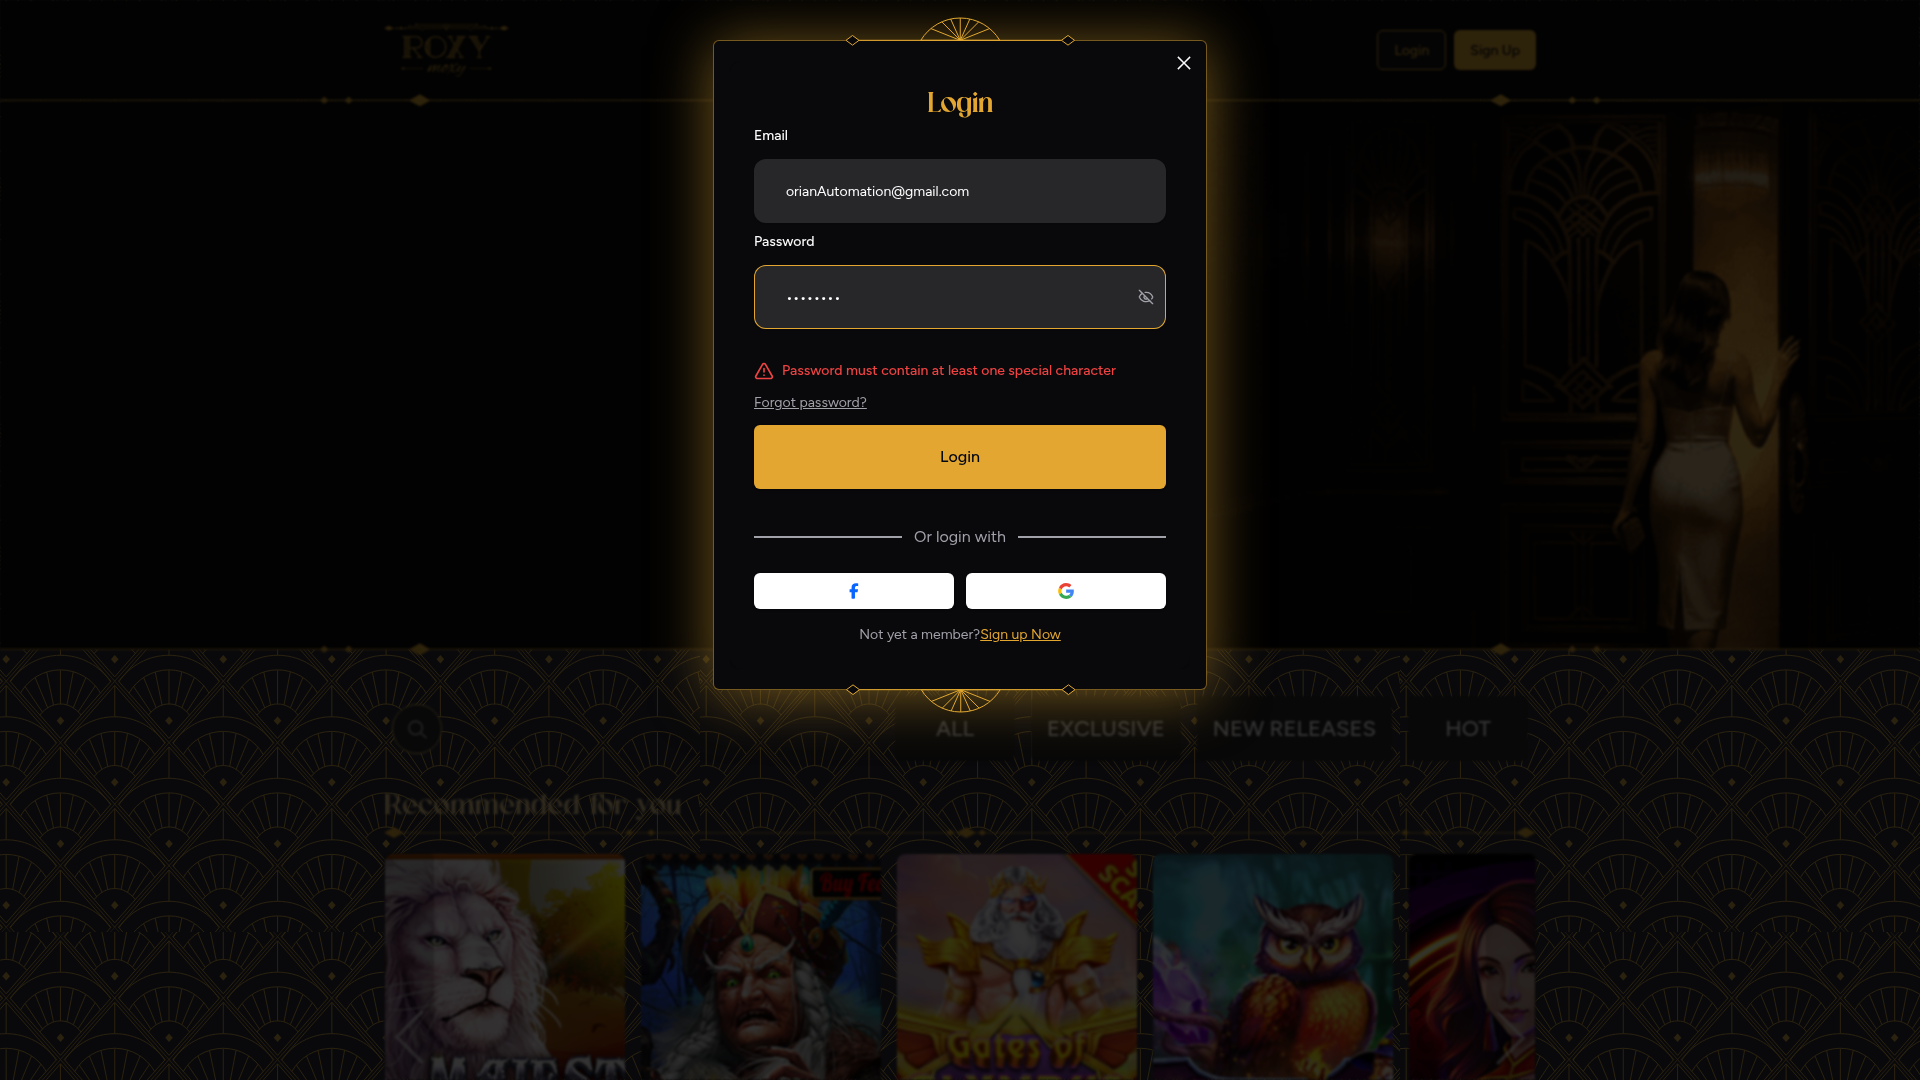 ROXY
moxy
Login
Sign Up
Login
Email
orianAutomation@gmail.com
Password
••••••••
Password must contain at least one special character
Forgot password?
Login
Or login with
Not yet a member?Sign up Now
ALL
EXCLUSIVE
NEW RELEASES
HOT
Recommended for you
Buy
Gates of